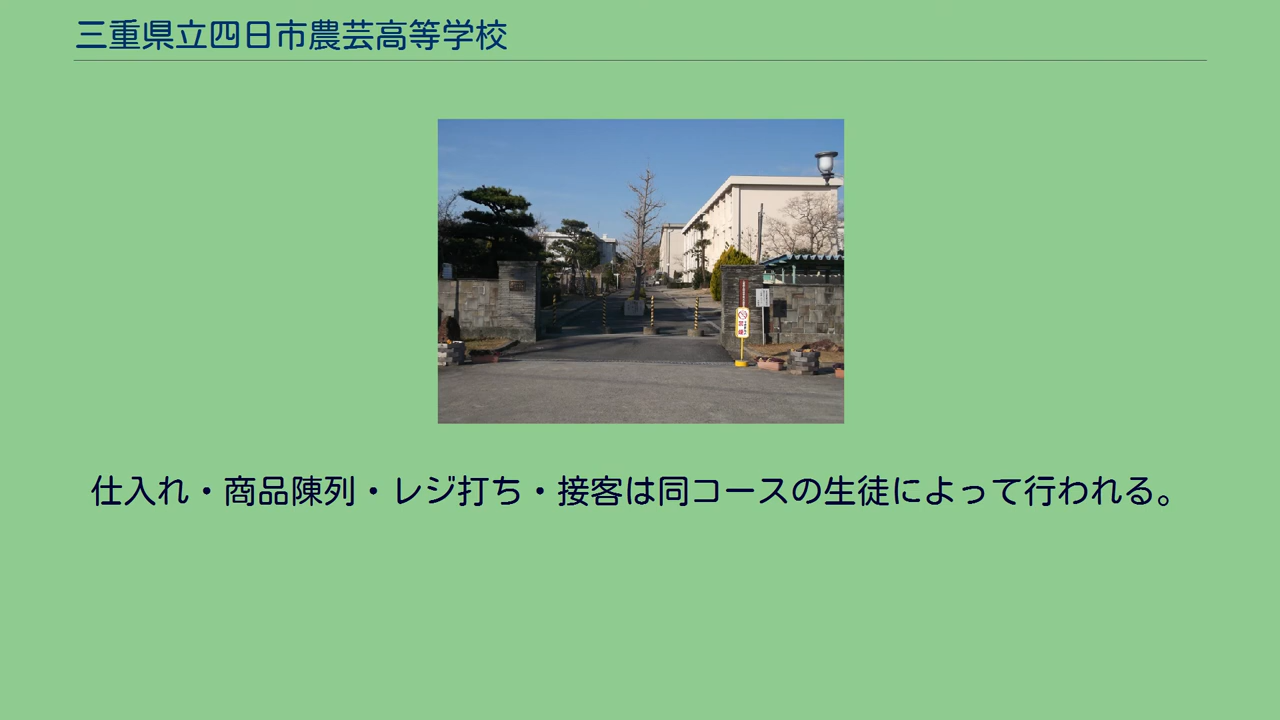 三重県立四日市農芸高等学校
仕入れ・商品陳列・レジ打ち・接客は同コースの生徒によって行われる。